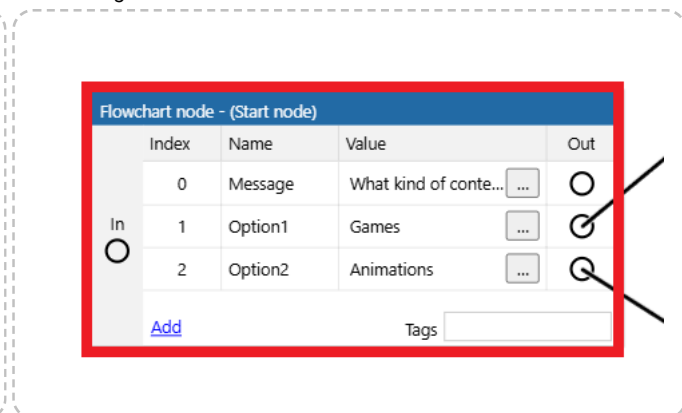 Flowchart node - (Start node)
Index Name Value Out
0 Message What kind of conte... ...
In
1 Option1 Games ...
2 Option2 Animations ...
Add Tags